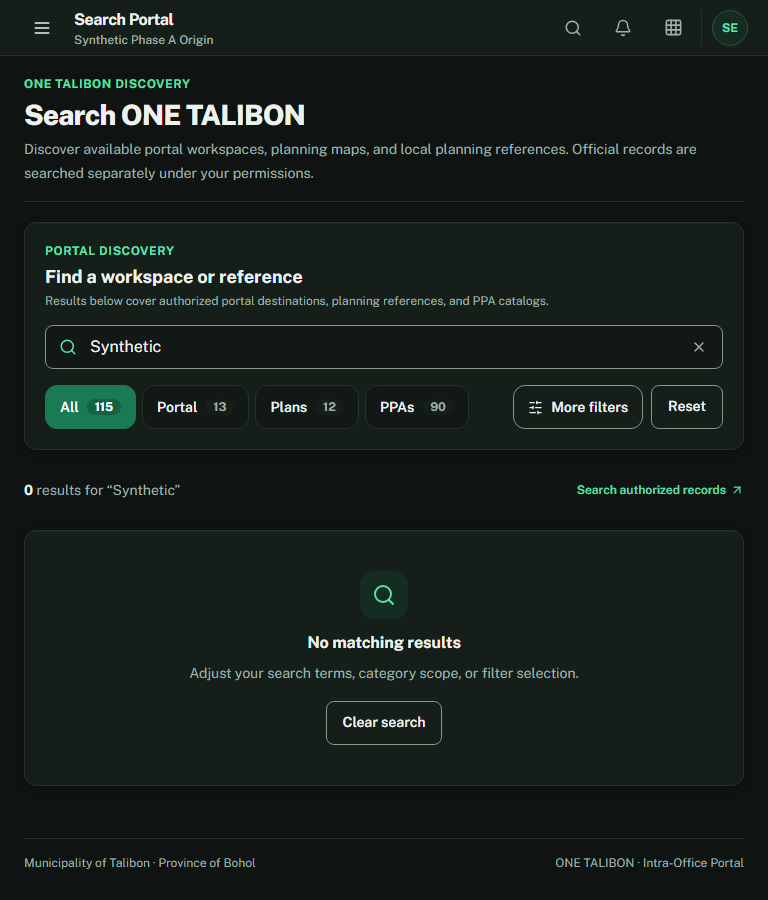 Search Portal
Synthetic Phase A Origin
SE
ONE TALIBON DISCOVERY
Search ONE TALIBON
Discover available portal workspaces, planning maps, and local planning references. Official records are
searched separately under your permissions.
PORTAL DISCOVERY
Find a workspace or reference
Results below cover authorized portal destinations, planning references, and PPA catalogs.
Synthetic
All 115 Portal 13 Plans 12 PPAs 90 More filters Reset
0 results for “Synthetic” Search authorized records
No matching results
Adjust your search terms, category scope, or filter selection.
Clear search
Municipality of Talibon · Province of Bohol ONE TALIBON · Intra-Office Portal